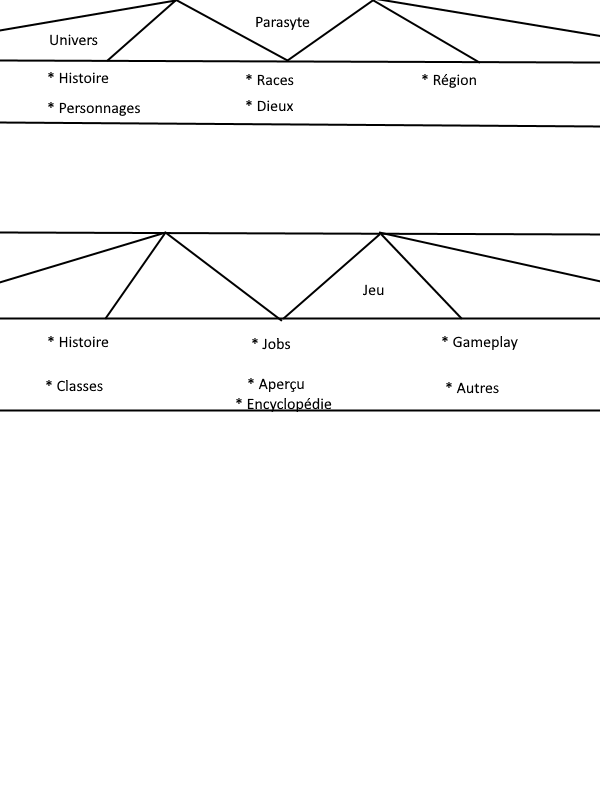 Parasyte
Univers
* Histoire
* Races
* Région
* Personnages
* Dieux
Jeu
* Histoire
* Jobs
* Gameplay
* Classes
* Aperçu
* Autres
* Encyclopédie